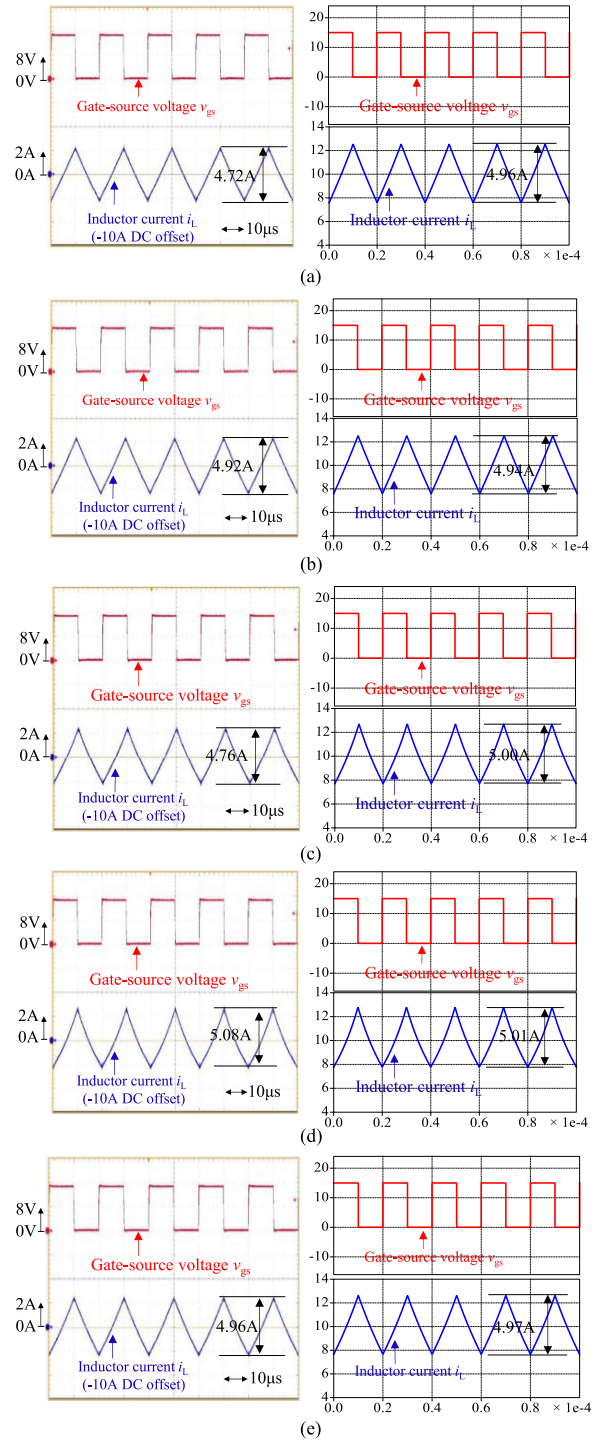 8V
0V
Gate-source voltage vgs
2A
0A
4.72A
Inductor current iL
(-10A DC offset)
10μs
20
10
0
-10
Gate-source voltage vgs
14
12
10
8
6
4
4.96A
Inductor current iL
0.0 0.2 0.4 0.6 0.8 × 1e-4
(a)
8V
0V
Gate-source voltage vgs
2A
0A
4.92A
Inductor current iL
(-10A DC offset)
10μs
20
10
0
-10
Gate-source voltage vgs
14
12
10
8
6
4
4.94A
Inductor current iL
0.0 0.2 0.4 0.6 0.8 × 1e-4
(b)
8V
0V
Gate-source voltage vgs
2A
0A
4.76A
Inductor current iL
(-10A DC offset)
10μs
20
10
0
-10
Gate-source voltage vgs
14
12
10
8
6
4
5.00A
Inductor current iL
0.0 0.2 0.4 0.6 0.8 × 1e-4
(c)
8V
0V
Gate-source voltage vgs
2A
0A
5.08A
Inductor current iL
(-10A DC offset)
10μs
20
10
0
-10
Gate-source voltage vgs
14
12
10
8
6
4
5.01A
Inductor current iL
0.0 0.2 0.4 0.6 0.8 × 1e-4
(d)
8V
0V
Gate-source voltage vgs
2A
0A
4.96A
Inductor current iL
(-10A DC offset)
10μs
20
10
0
-10
Gate-source voltage vgs
14
12
10
8
6
4
4.97A
Inductor current iL
0.0 0.2 0.4 0.6 0.8 × 1e-4
(e)